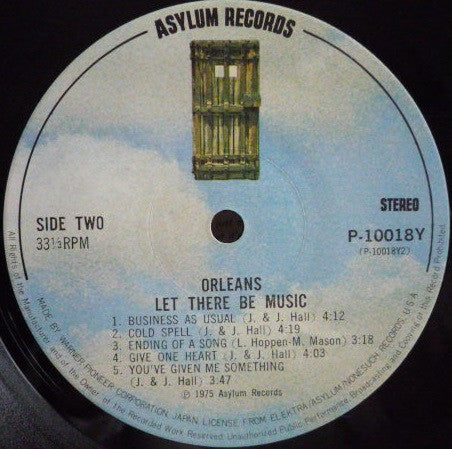 ASYLUM RECORDS
SIDE TWO
33⅓RPM
STEREO
P-10018Y
(P-10018Y2)
ORLEANS
LET THERE BE MUSIC
1. BUSINESS AS USUAL (J. & J. Hall) 4:12
2. COLD SPELL (J. & J. Hall) 4:19
3. ENDING OF A SONG (L. Hoppen-M. Mason) 3:18
4. GIVE ONE HEART (J. & J. Hall) 4:03
5. YOU'VE GIVEN ME SOMETHING
(J. & J. Hall) 3.47
Ⓟ 1975 Asylum Records
MADE BY WARNER-PIONEER CORPORATION, JAPAN. LICENSE FROM ELEKTRA/ASYLUM/NONESUCH RECORDS, U.S.A.
All Rights of the Manufacturer and of the Owner of the Recorded Work Reserved. Unauthorized Public Performance Broadcasting and Copying of this Record Prohibited.